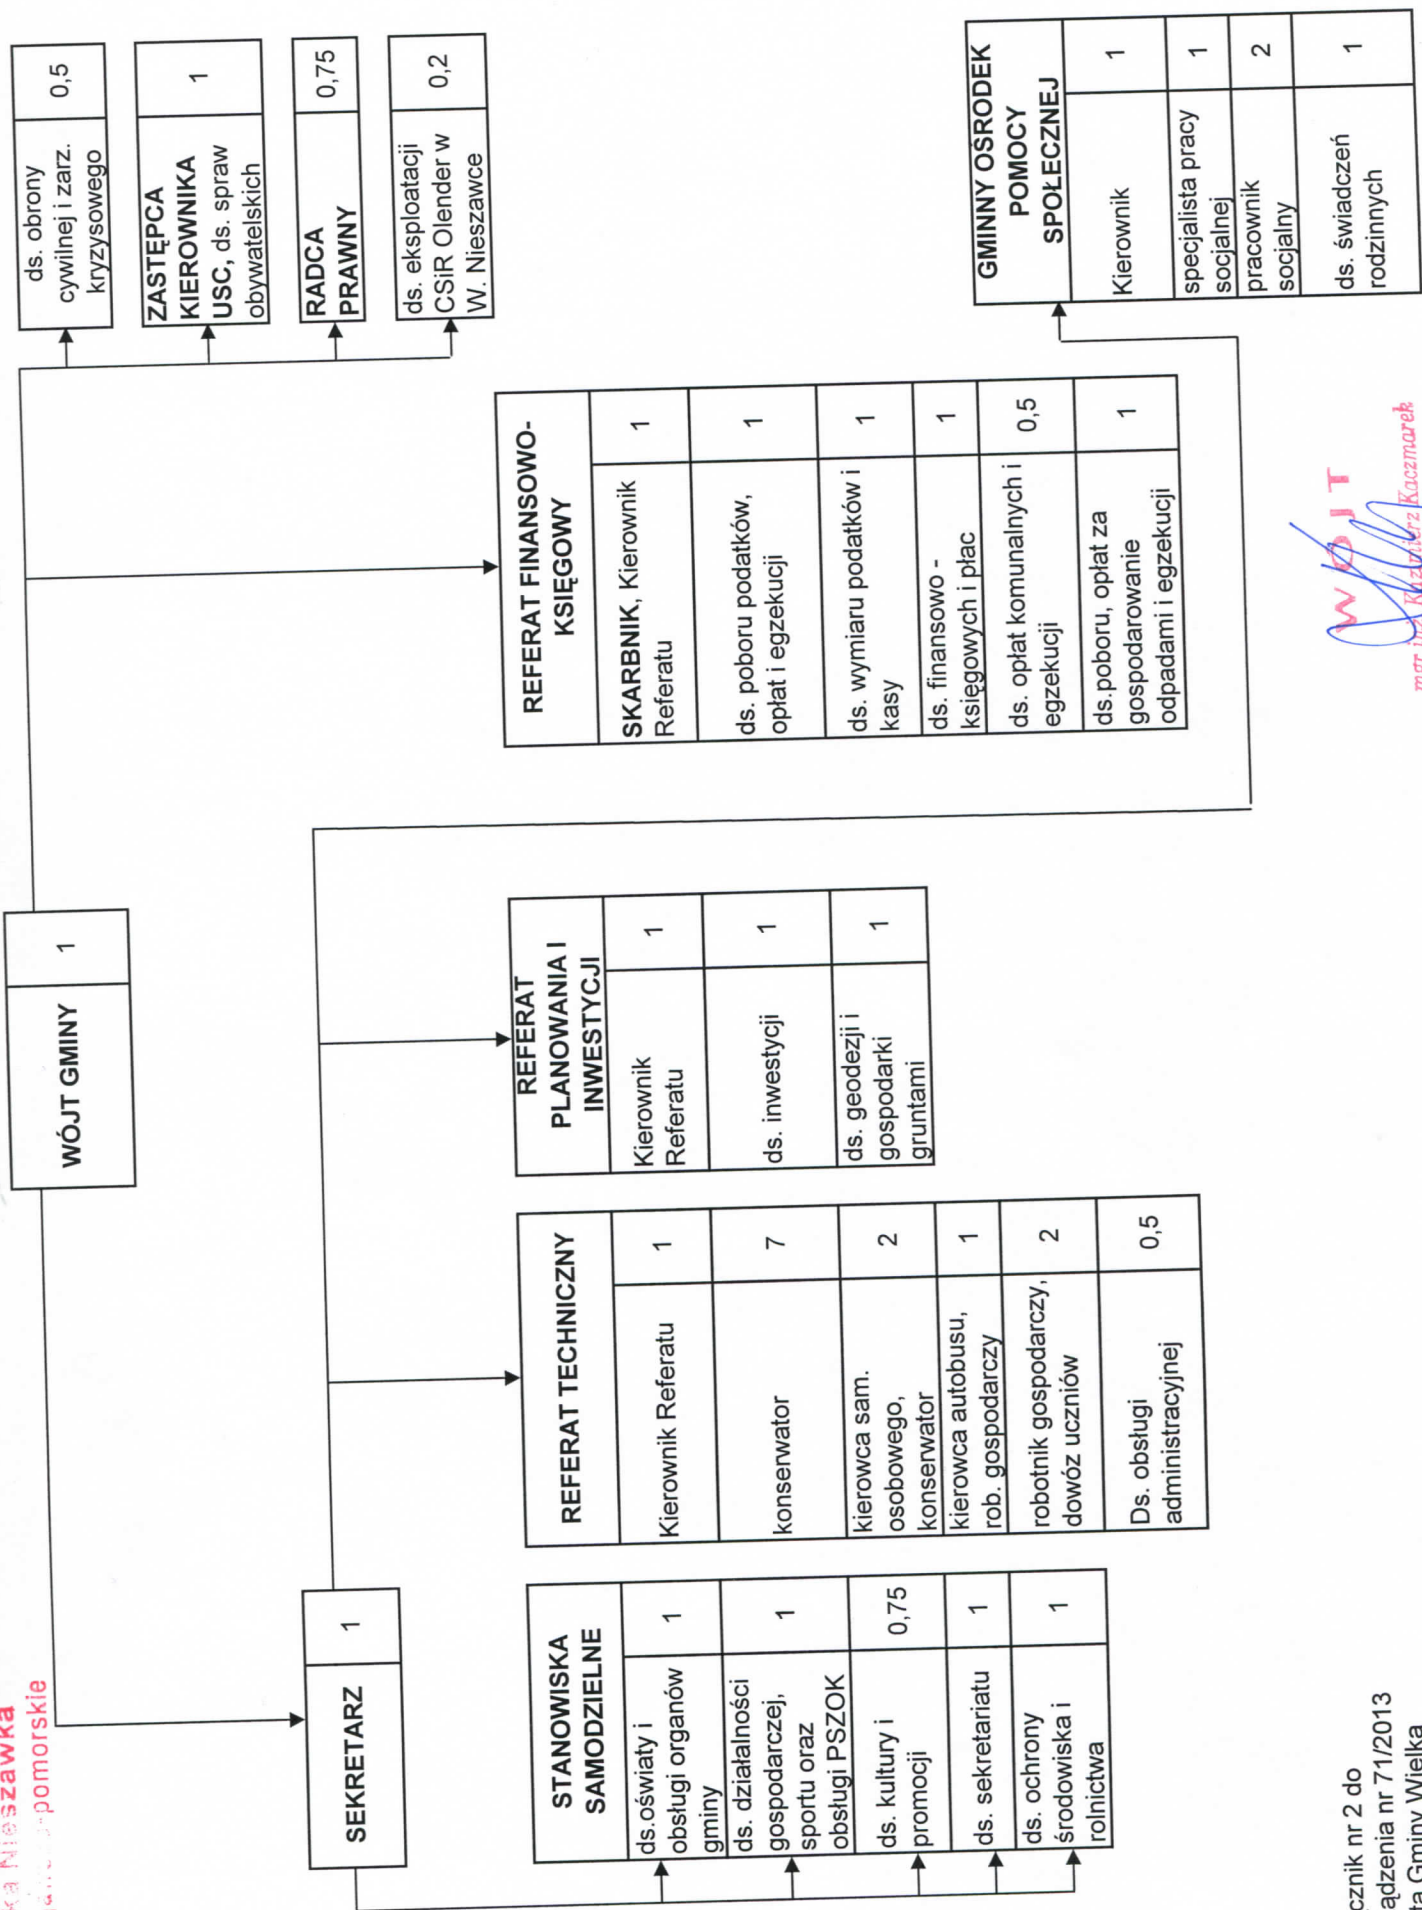 ka Nieszawka
-pomorskie
WÓJT GMINY 1
SEKRETARZ 1
ds. obrony
cywilnej i zarz.
kryzysowego 0,5
ZASTĘPCA
KIEROWNIKA
USC, ds. spraw
obywatelskich 1
RADCA
PRAWNY 0,75
ds. eksploatacji
CSiR Olender w
W. Nieszawce 0,2
STANOWISKA
SAMODZIELNE
ds.oświaty i
obsługi organów
gminy 1
ds. działalności
gospodarczej,
sportu oraz
obsługi PSZOK 1
ds. kultury i
promocji 0,75
ds. sekretariatu 1
ds. ochrony
środowiska i
rolnictwa 1
REFERAT TECHNICZNY
Kierownik Referatu 1
konserwator 7
kierowca sam.
osobowego,
konserwator 2
kierowca autobusu,
rob. gospodarczy 1
robotnik gospodarczy,
dowóz uczniów 2
Ds. obsługi
administracyjnej 0,5
REFERAT
PLANOWANIA I
INWESTYCJI
Kierownik
Referatu 1
ds. inwestycji 1
ds. geodezji i
gospodarki
gruntami 1
REFERAT FINANSOWO-
KSIĘGOWY
SKARBNIK, Kierownik
Referatu 1
ds. poboru podatków,
opłat i egzekucji 1
ds. wymiaru podatków i
kasy 1
ds. finansowo -
księgowych i płac 1
ds. opłat komunalnych i
egzekucji 0,5
ds.poboru, opłat za
gospodarowanie
odpadami i egzekucji 1
GMINNY OŚRODEK
POMOCY
SPOŁECZNEJ
Kierownik 1
specjalista pracy
socjalnej 1
pracownik
socjalny 2
ds. świadczeń
rodzinnych 1
cznik nr 2 do
ądzenia nr 71/2013
ta Gminy Wielka
WÓJT
mgr inż. Kazimierz Kaczmarek